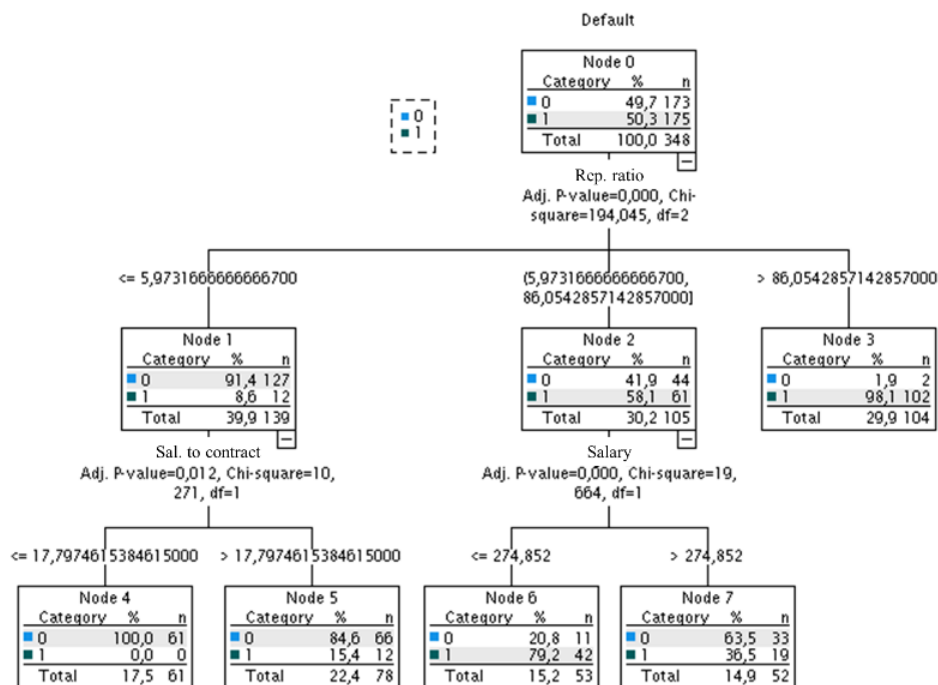 Default
Node 0
Category % n
0 49,7 173
1 50,3 175
Total 100,0 348
0
1
Rep. ratio
Adj. P-value=0,000, Chi-
square=194,045, df=2
<= 5,9731666666666700
(5,9731666666666700,
86,0542857142857000]
> 86,0542857142857000
Node 1
Category % n
0 91,4 127
1 8,6 12
Total 39,9 139
Node 2
Category % n
0 41,9 44
1 58,1 61
Total 30,2 105
Node 3
Category % n
0 1,9 2
1 98,1 102
Total 29,9 104
Sal. to contract
Adj. P-value=0,012, Chi-square=10,
271, df=1
Salary
Adj. P-value=0,000, Chi-square=19,
664, df=1
<= 17,7974615384615000
> 17,7974615384615000
<= 274,852
> 274,852
Node 4
Category % n
0 100,0 61
1 0,0 0
Total 17,5 61
Node 5
Category % n
0 84,6 66
1 15,4 12
Total 22,4 78
Node 6
Category % n
0 20,8 11
1 79,2 42
Total 15,2 53
Node 7
Category % n
0 63,5 33
1 36,5 19
Total 14,9 52